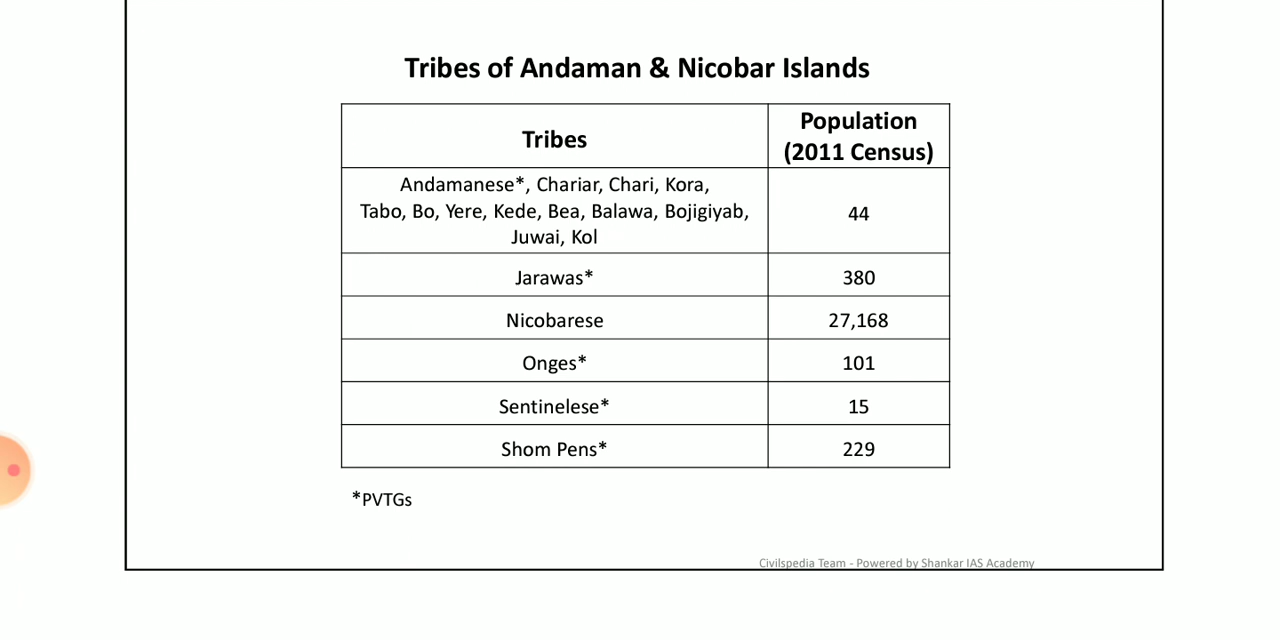 Tribes of Andaman & Nicobar Islands
Tribes
Population
(2011 Census)
Andamanese*, Chariar, Chari, Kora,
Tabo, Bo, Yere, Kede, Bea, Balawa, Bojigiyab,
Juwai, Kol
44
Jarawas*
380
Nicobarese
27,168
Onges*
101
Sentinelese*
15
Shom Pens*
229
*PVTGs
Civilspedia Team - Powered by Shankar IAS Academy